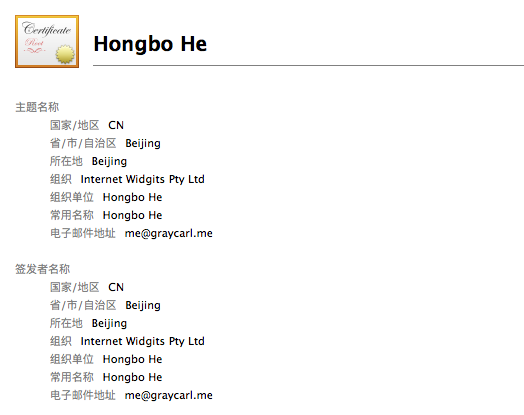 Certificate
Root
Hongbo He
主题名称
国家/地区 CN
省/市/自治区 Beijing
所在地 Beijing
组织 Internet Widgits Pty Ltd
组织单位 Hongbo He
常用名称 Hongbo He
电子邮件地址 me@graycarl.me
签发者名称
国家/地区 CN
省/市/自治区 Beijing
所在地 Beijing
组织 Internet Widgits Pty Ltd
组织单位 Hongbo He
常用名称 Hongbo He
电子邮件地址 me@graycarl.me